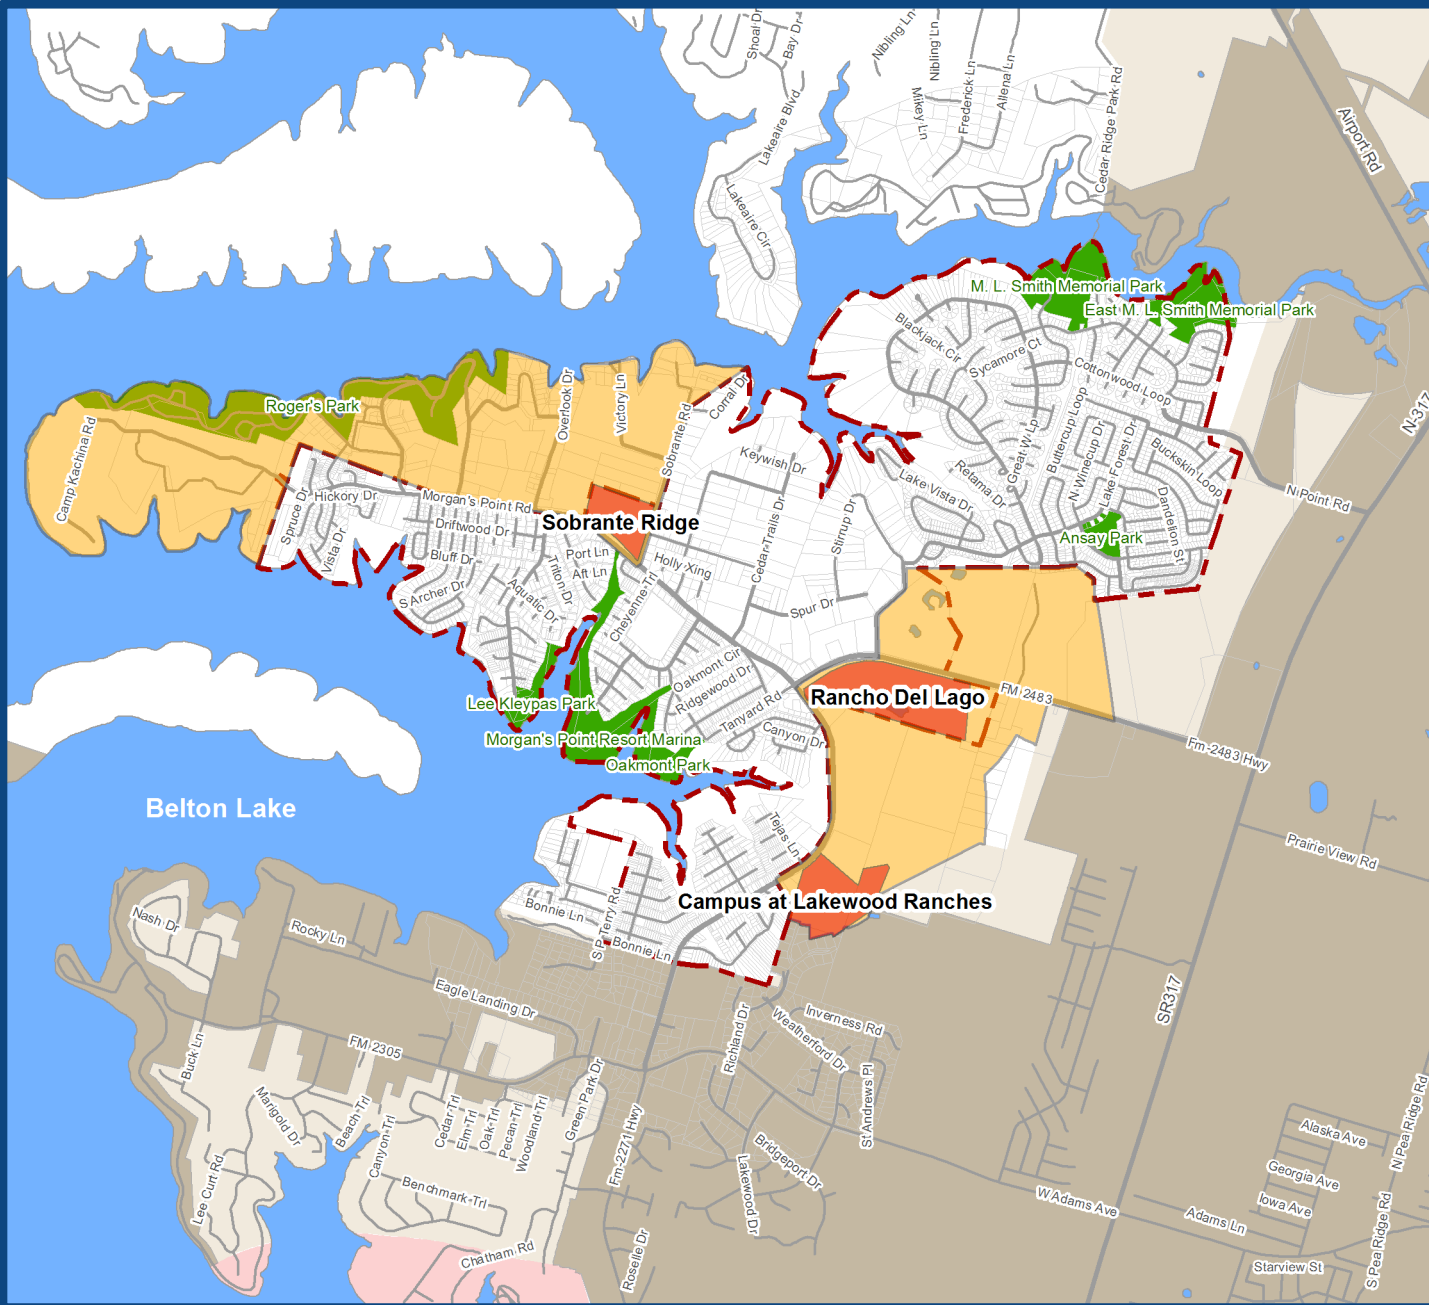 Shoal Dr
Bay Dr
Nibling Ln
Nibling Ln
Mikey Ln
Frederick Ln
Allena Ln
Cedar Ridge Park Rd
Airport Rd
Lakeaire Blvd
Lakeaire Cir
M. L. Smith Memorial Park
East M. L. Smith Memorial Park
Blackjack Cir
Sycamore Ct
Cottonwood Loop
N-317
Roger's Park
Overlook Dr
Victory Ln
Corral Dr
Sobrante Rd
Camp Kachina Rd
Keywish Dr
Great W Lp
Buttercup Loop
N Winecup Dr
Lake Forest Dr
Buckskin Loop
Lake Vista Dr
Retama Dr
N Point Rd
Spruce Dr
Hickory Dr
Morgan's Point Rd
Sobrante Ridge
Driftwood Dr
Vista Dr
Bluff Dr
Port Ln
Aft Ln
Triton Dr
Holly Xing
Cedar Trails Dr
Stirrup Dr
Ansay Park
Dandelion St
S Archer Dr
Aquatic Dr
Cheyenne Trl
Spur Dr
Oakmont Cir
Ridgewood Dr
Tanyard Rd
Canyon Dr
Rancho Del Lago
FM 2483
Fm-2483 Hwy
Lee Kleypas Park
Morgan's Point Resort Marina
Oakmont Park
Belton Lake
Tejas Ln
Prairie View Rd
Campus at Lakewood Ranches
Nash Dr
Rocky Ln
Bonnie Ln
S P Terry Rd
Bonnie Ln
Eagle Landing Dr
SR317
FM 2305
Buck Ln
Richland Dr
Weatherford Dr
Inverness Rd
St Andrews Pl
Marigold Dr
Beach Trl
Canyon Trl
Cedar Trl
Elm Trl
Oak Trl
Pecan Trl
Woodland Trl
Green Park Dr
Fm-2271 Hwy
Bridgeport Dr
Lakewood Dr
Lee Curt Rd
Benchmark Trl
Chatham Rd
Roselle Dr
W Adams Ave
Adams Ln
Alaska Ave
Georgia Ave
Iowa Ave
Starview St
N Pea Ridge Rd
S Pea Ridge Rd